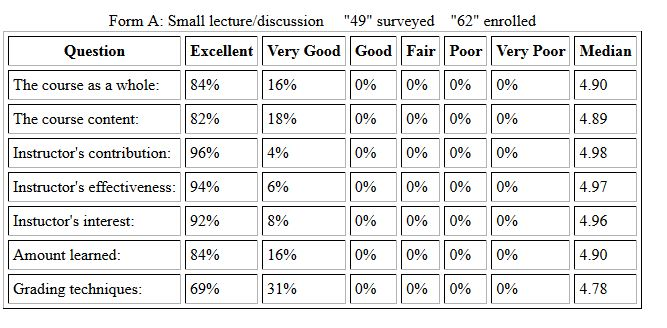 Form A: Small lecture/discussion "49" surveyed "62" enrolled
Question Excellent Very Good Good Fair Poor Very Poor Median
The course as a whole: 84% 16% 0% 0% 0% 0% 4.90
The course content: 82% 18% 0% 0% 0% 0% 4.89
Instructor's contribution: 96% 4% 0% 0% 0% 0% 4.98
Instructor's effectiveness: 94% 6% 0% 0% 0% 0% 4.97
Instuctor's interest: 92% 8% 0% 0% 0% 0% 4.96
Amount learned: 84% 16% 0% 0% 0% 0% 4.90
Grading techniques: 69% 31% 0% 0% 0% 0% 4.78